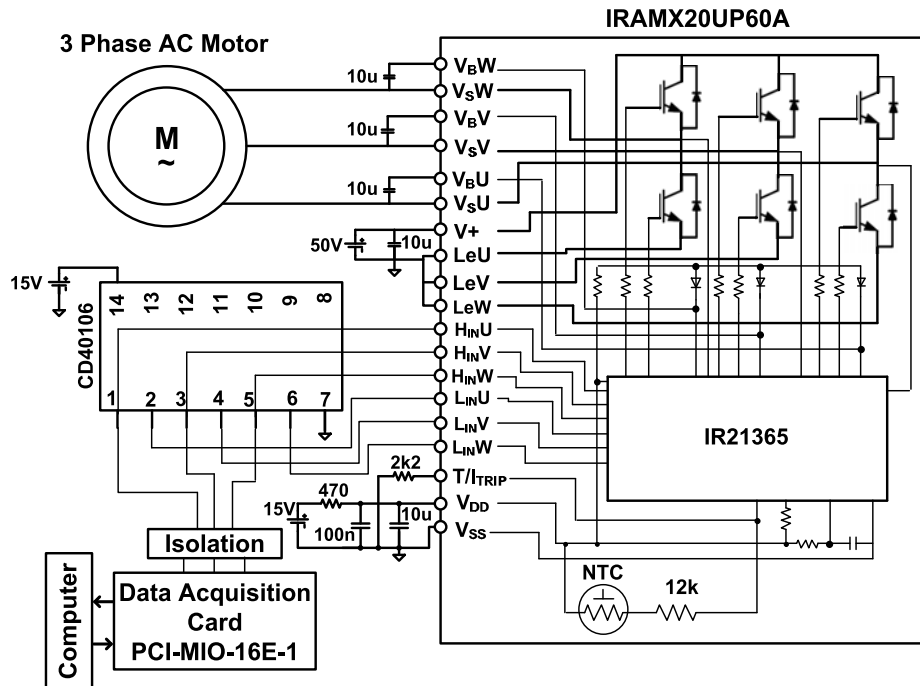 IRAMX20UP60A
3 Phase AC Motor
M
~
10u
10u
10u
VBW
VSW
VBV
VSV
VBU
VSU
V+
LeU
LeV
LeW
HINU
HINV
HINW
LINU
LINV
LINW
T/ITRIP
VDD
VSS
50V
10u
15V
14 13 12 11 10 9 8
CD40106
1 2 3 4 5 6 7
2k2
470
15V
100n
10u
IR21365
NTC
12k
Isolation
Data Acquisition
Card
PCI-MIO-16E-1
Computer